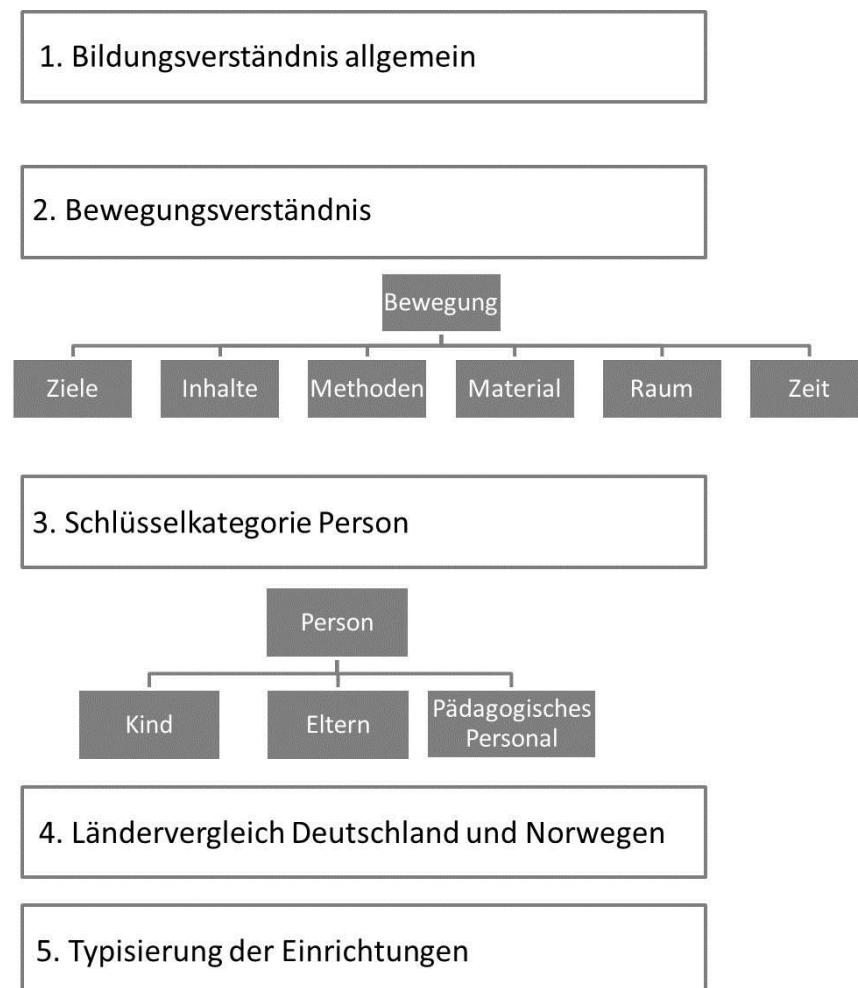 1. Bildungsverständnis allgemein
2. Bewegungsverständnis
Bewegung
Ziele
Inhalte
Methoden
Material
Raum
Zeit
3. Schlüsselkategorie Person
Person
Kind
Eltern
Pädagogisches
Personal
4. Ländervergleich Deutschland und Norwegen
5. Typisierung der Einrichtungen